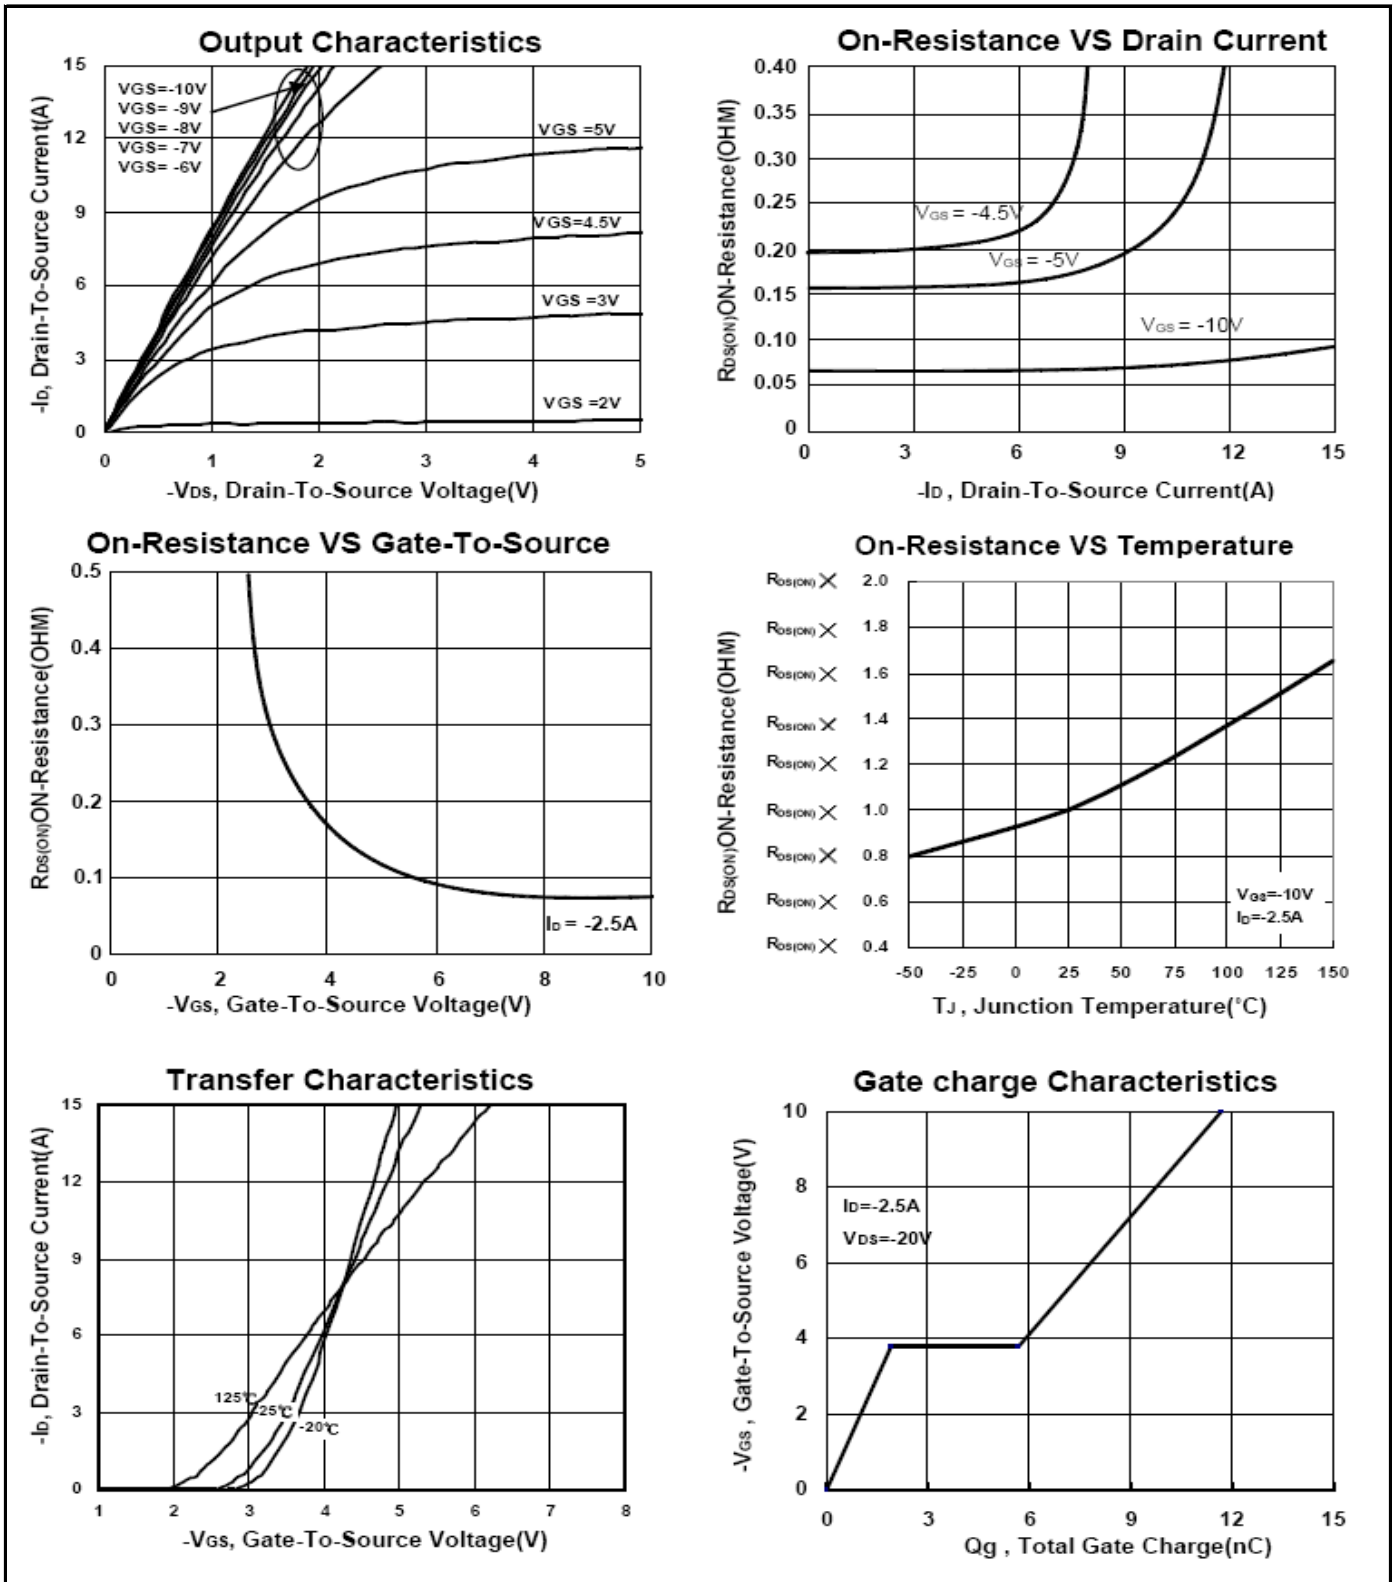 Output Characteristics
15
12
9
6
3
0
-ID, Drain-To-Source Current(A)
VGS=-10V
VGS= -9V
VGS= -8V
VGS= -7V
VGS= -6V
VGS =5V
VGS=4.5V
VGS =3V
VGS =2V
0 1 2 3 4 5
-VDS, Drain-To-Source Voltage(V)
On-Resistance VS Drain Current
0.40
0.35
0.30
0.25
0.20
0.15
0.10
0.05
0
RDS(ON)ON-Resistance(OHM)
VGS = -4.5V
VGS = -5V
VGS = -10V
0 3 6 9 12 15
-ID , Drain-To-Source Current(A)
On-Resistance VS Gate-To-Source
0.5
0.4
0.3
0.2
0.1
0
RDS(ON)ON-Resistance(OHM)
ID = -2.5A
0 2 4 6 8 10
-VGS, Gate-To-Source Voltage(V)
On-Resistance VS Temperature
RDS(ON) × 2.0
RDS(ON) × 1.8
RDS(ON) × 1.6
RDS(ON) × 1.4
RDS(ON) × 1.2
RDS(ON) × 1.0
RDS(ON) × 0.8
RDS(ON) × 0.6
RDS(ON) × 0.4
RDS(ON)ON-Resistance(OHM)
VGS=-10V
ID=-2.5A
-50 -25 0 25 50 75 100 125 150
TJ , Junction Temperature(°C)
Transfer Characteristics
15
12
9
6
3
0
-ID, Drain-To-Source Current(A)
125℃
-25℃
-20℃
1 2 3 4 5 6 7 8
-VGS, Gate-To-Source Voltage(V)
Gate charge Characteristics
10
8
6
4
2
0
-VGS , Gate-To-Source Voltage(V)
ID=-2.5A
VDS=-20V
0 3 6 9 12 15
Qg , Total Gate Charge(nC)